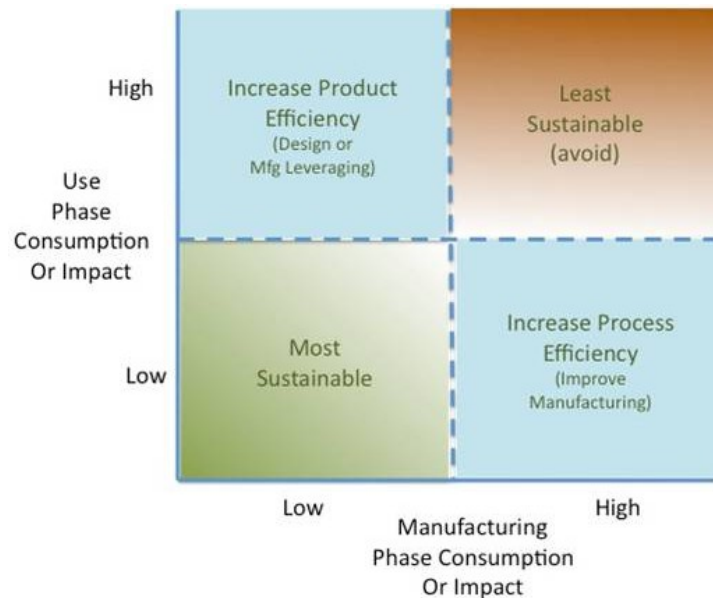 High
Use
Phase
Consumption
Or Impact
Low
Increase Product
Efficiency
(Design or
Mfg Leveraging)
Least
Sustainable
(avoid)
Most
Sustainable
Increase Process
Efficiency
(Improve
Manufacturing)
Low
High
Manufacturing
Phase Consumption
Or Impact